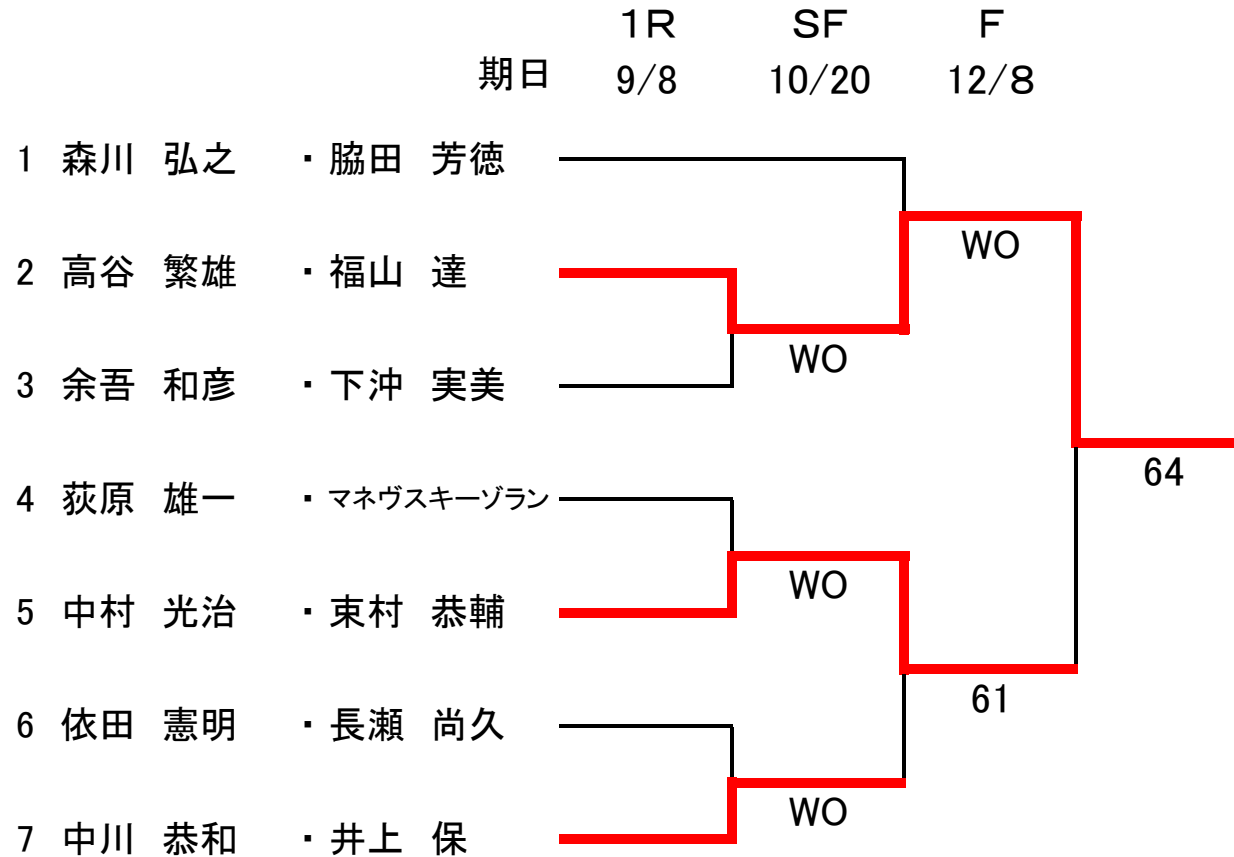 １Ｒ ＳＦ Ｆ
期日 9/8 10/20 12/８
1 森川 弘之 ・脇田 芳徳
WO
2 高谷 繁雄 ・福山 達
WO
3 余吾 和彦 ・下沖 実美
64
4 荻原 雄一 ・マネヴスキーゾラン
WO
5 中村 光治 ・束村 恭輔
61
6 依田 憲明 ・長瀬 尚久
WO
7 中川 恭和 ・井上 保